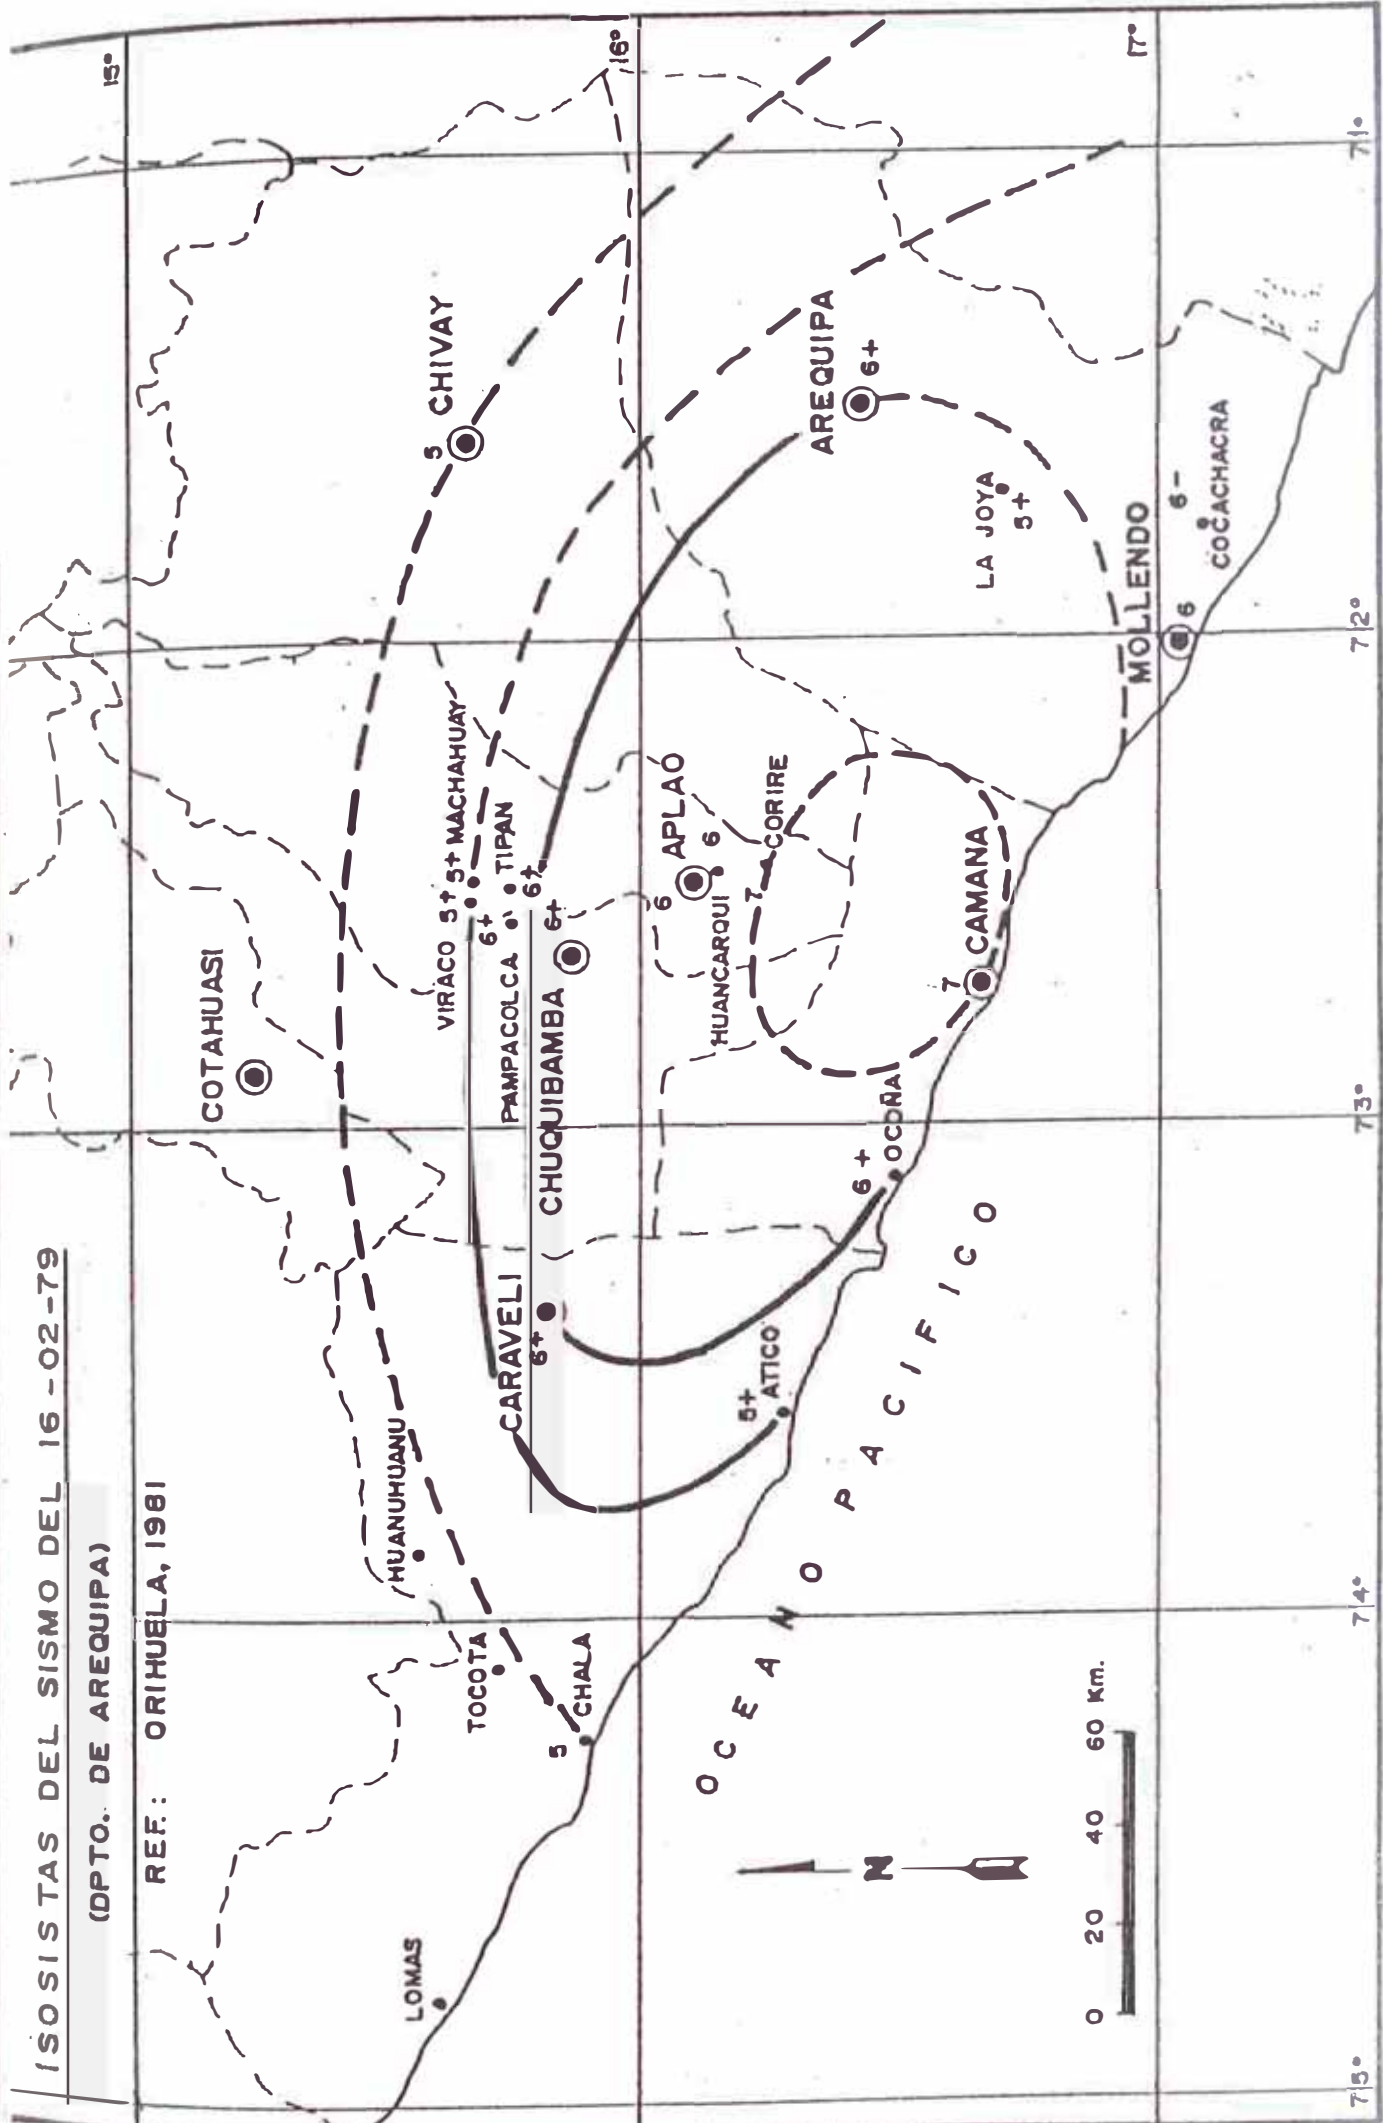 ISOSISTAS DEL SISMO DEL 16-02-79
(DPTO. DE AREQUIPA)
REF.: ORIHUELA, 1981
15°
16°
17°
71°
72°
73°
74°
75°
COTAHUASI
CHIVAY
5
VIRACO 5+
5+ MACHAHUAY
6+
PAMPACOLCA
TIPAN
6+
CHUQUIBAMBA
6+
CARAVELI
6+
HUANUHUANU
TOCOTA
CHALA
5
LOMAS
ATICO
5+
OCOÑA
6+
APLAO
6
HUANCARQUI
6
CORIRE
7
CAMANA
7
AREQUIPA
6+
LA JOYA
5+
MOLLENDO
6
COCACHACRA
6-
OCEANO PACIFICO
N
0 20 40 60 Km.